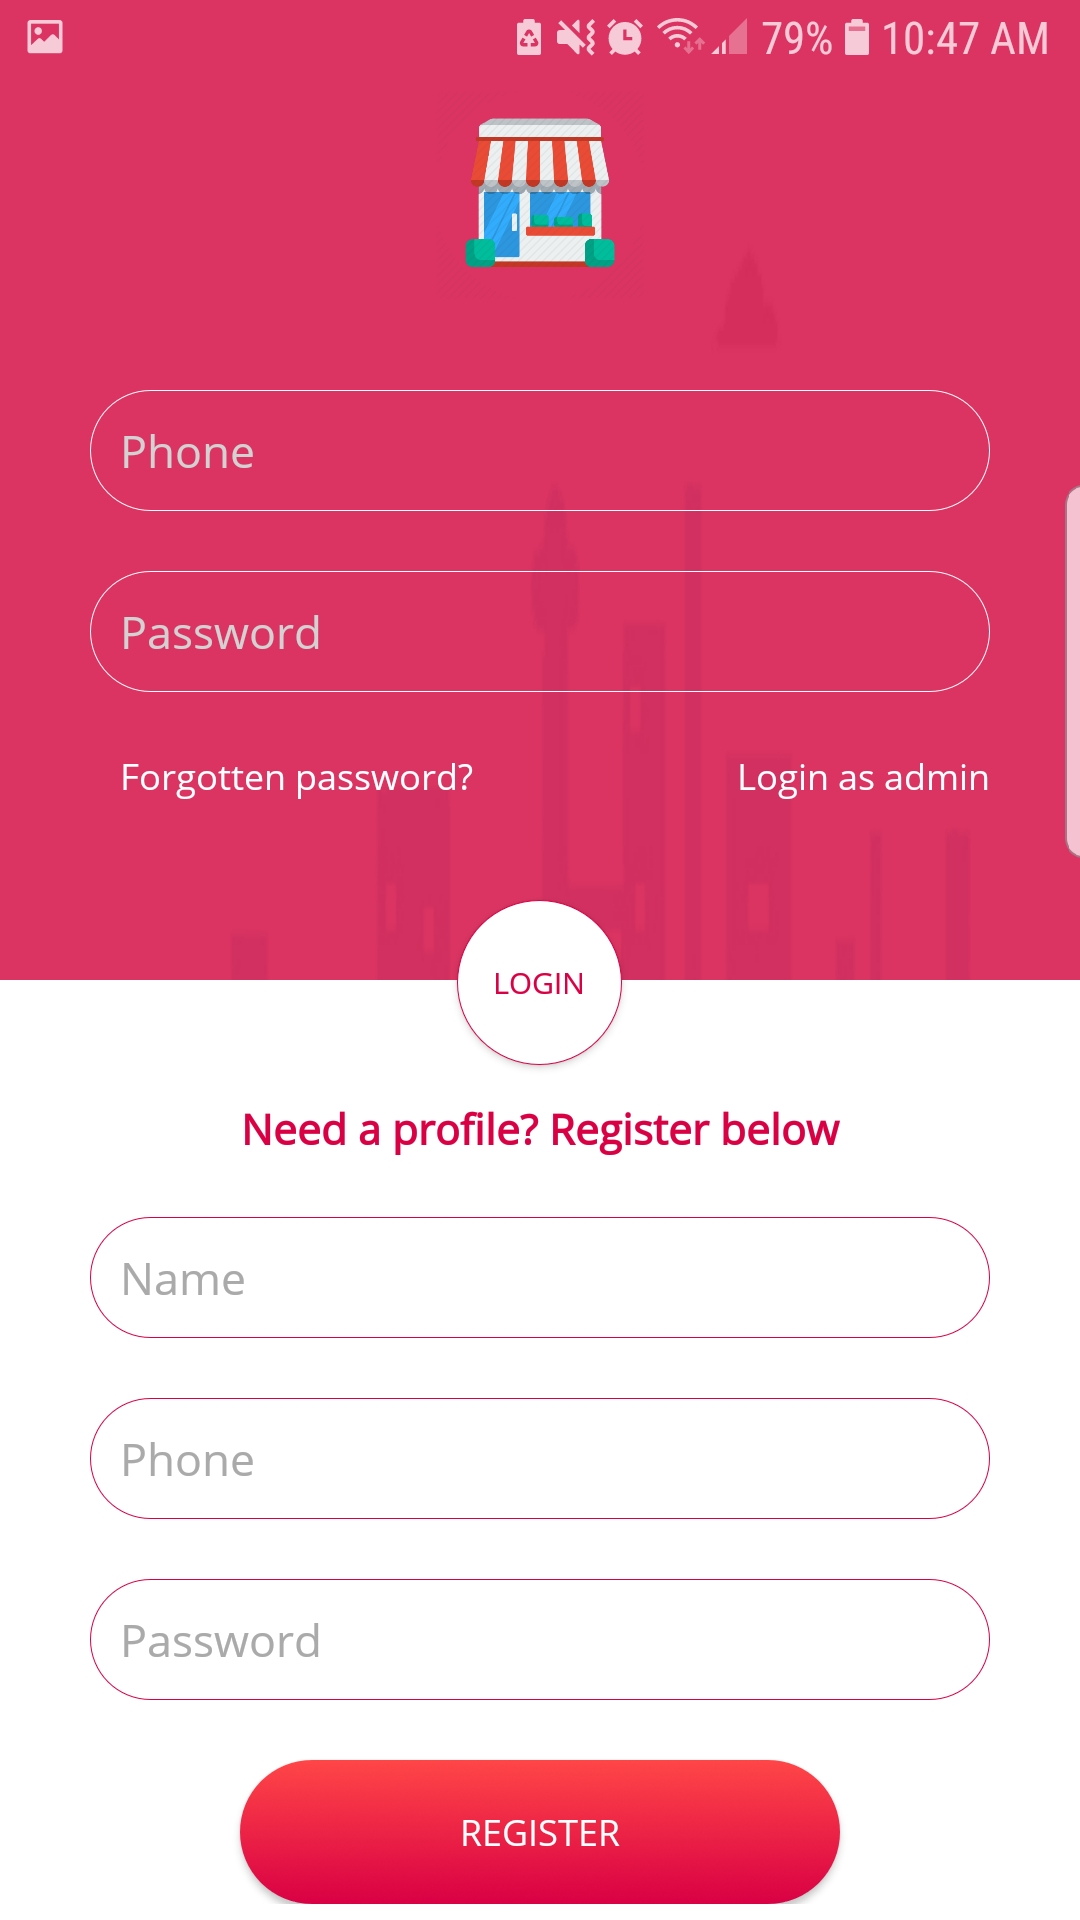 79% 10:47 AM
Phone
Password
Forgotten password? Login as admin
LOGIN
Need a profile? Register below
Name
Phone
Password
REGISTER